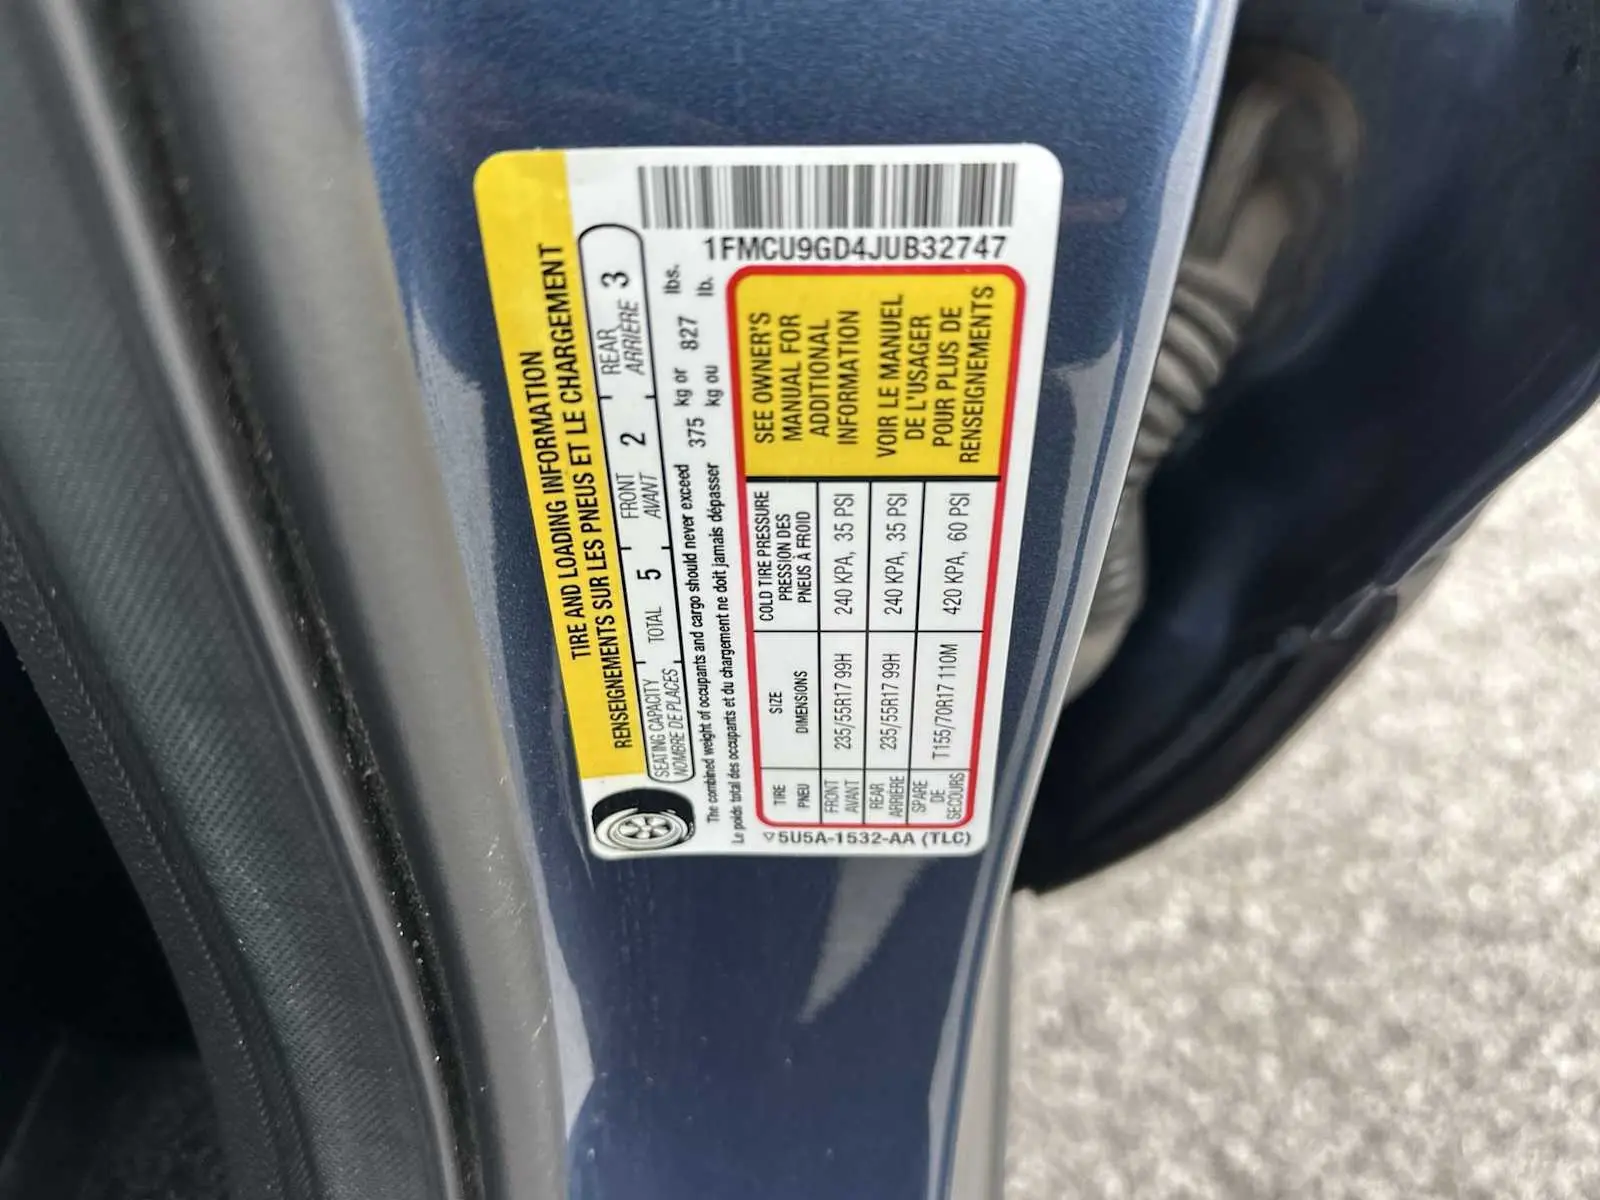 1FMCU9GD4JUB32747
TIRE AND LOADING INFORMATION
RENSEIGNEMENTS SUR LES PNEUS ET LE CHARGEMENT
SEATING CAPACITY
NOMBRE DE PLACES
TOTAL 5
FRONT
AVANT
2
REAR
ARRIÈRE
3
The combined weight of occupants and cargo should never exceed 375 kg or 827 lbs.
Le poids total des occupants et du chargement ne doit jamais dépasser kg ou lb.
TIRE
PNEU
SIZE
DIMENSIONS
COLD TIRE PRESSURE
PRESSION DES
PNEUS À FROID
FRONT
AVANT
235/55R17 99H
240 KPA, 35 PSI
REAR
ARRIÈRE
235/55R17 99H
240 KPA, 35 PSI
SPARE
DE
SECOURS
T155/70R17 110M
420 KPA, 60 PSI
SEE OWNER'S
MANUAL FOR
ADDITIONAL
INFORMATION
VOIR LE MANUEL
DE L'USAGER
POUR PLUS DE
RENSEIGNEMENTS
5U5A-1532-AA (TLC)